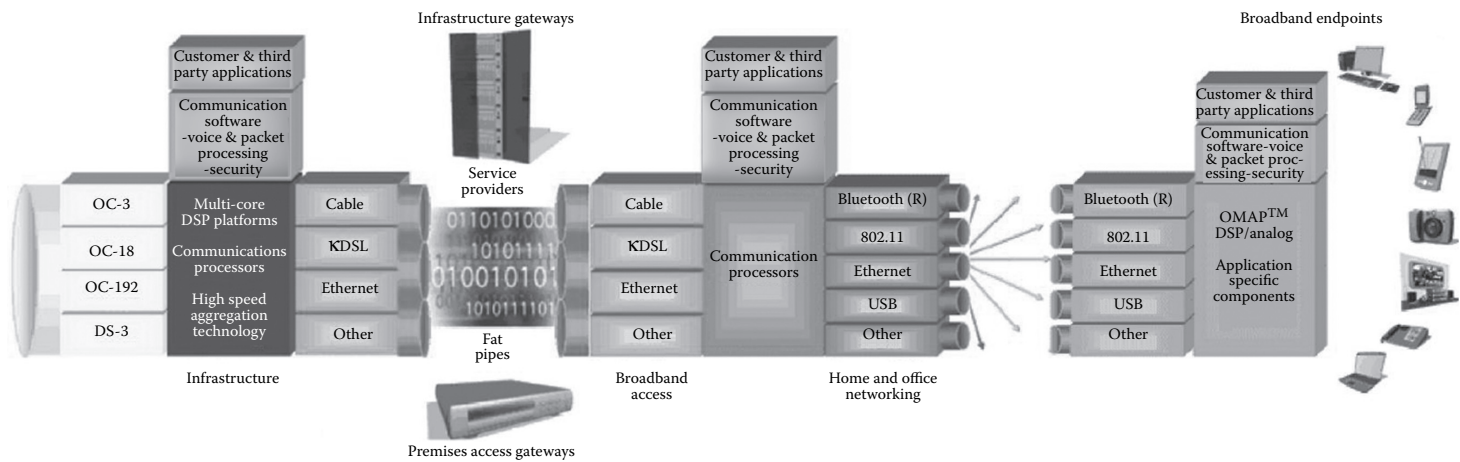 Infrastructure gateways
Broadband endpoints
Customer & third
party applications
Communication
software
-voice & packet
processing
-security
OC-3
OC-18
OC-192
DS-3
Multi-core
DSP platforms
Communications
processors
High speed
aggregation
technology
Cable
KDSL
Ethernet
Other
Infrastructure
Service
providers
0110101000
10101111
010010101
1010111101
Fat
pipes
Premises access gateways
Cable
KDSL
Ethernet
Other
Broadband
access
Customer & third
party applications
Communication
software
-voice & packet
processing
-security
Communication
processors
Bluetooth (R)
802.11
Ethernet
USB
Other
Home and office
networking
Bluetooth (R)
802.11
Ethernet
USB
Other
Customer & third
party applications
Communication
software-voice
& packet proc-
essing-security
OMAP™
DSP/analog
Application
specific
components